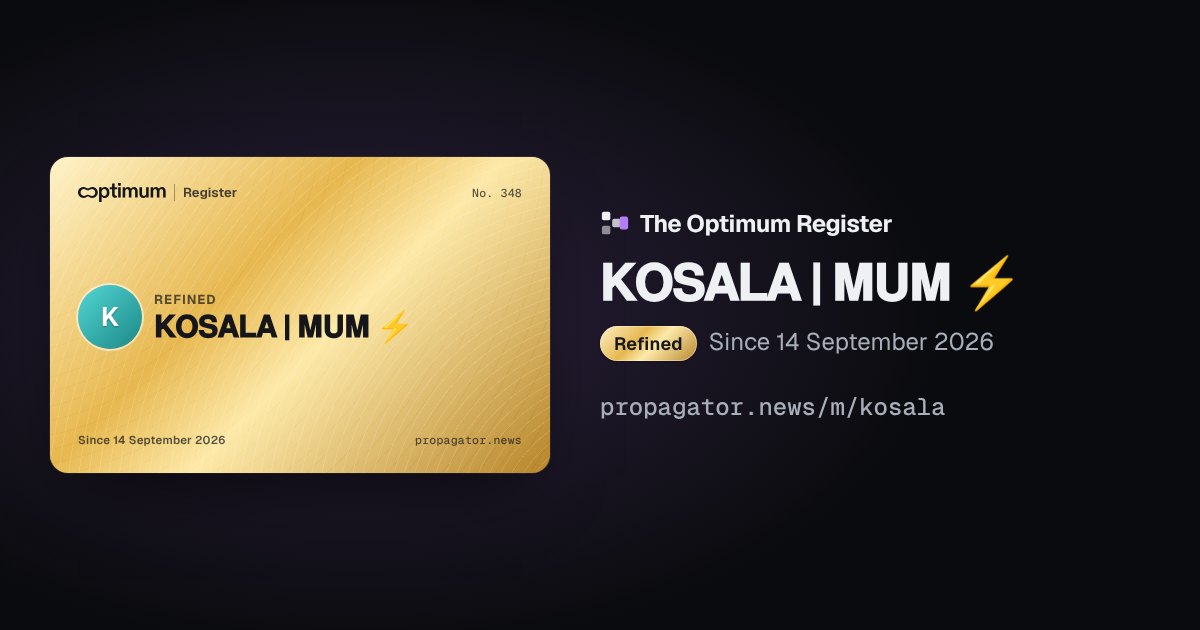 optimum | Register
No. 348
K
REFINED
KOSALA | MUM ⚡
Since 14 September 2026
propagator.news
The Optimum Register
KOSALA | MUM ⚡
Refined
Since 14 September 2026
propagator.news/m/kosala